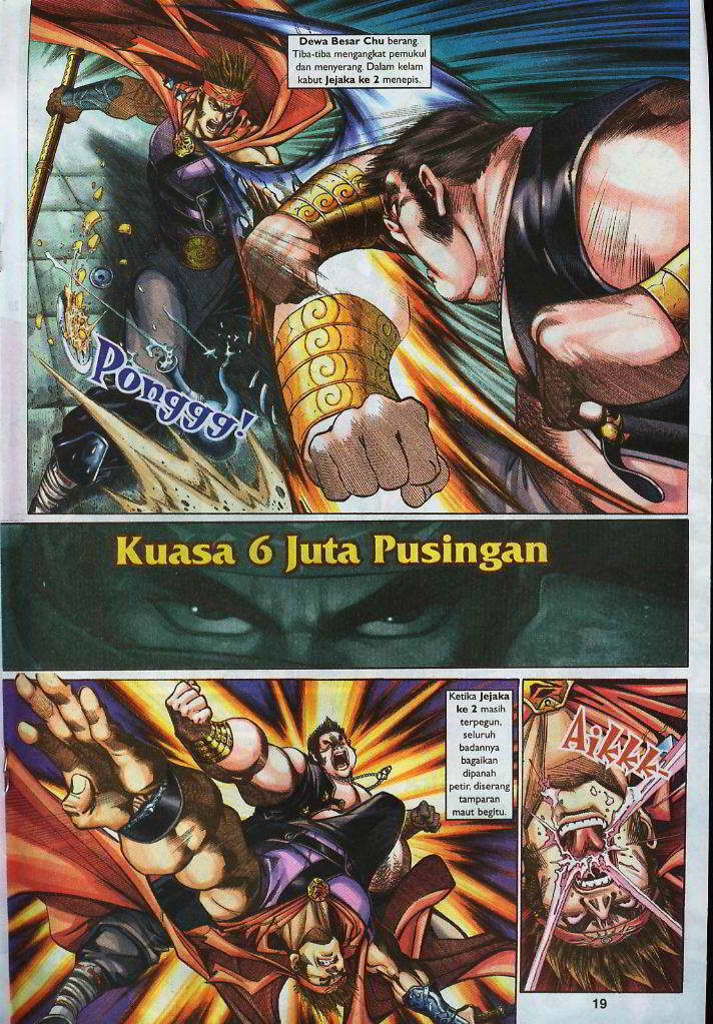 Dewa Besar Chu berang.
Tiba-tiba mengangkat pemukul
dan menyerang. Dalam kelam
kabut Jejaka ke 2 menepis.
Ponggg!
Kuasa 6 Juta Pusingan
Ketika Jejaka
ke 2 masih
terpegun,
seluruh
badannya
bagaikan
dipanah
petir, diserang
tamparan
maut begitu.
Aikkk-
19